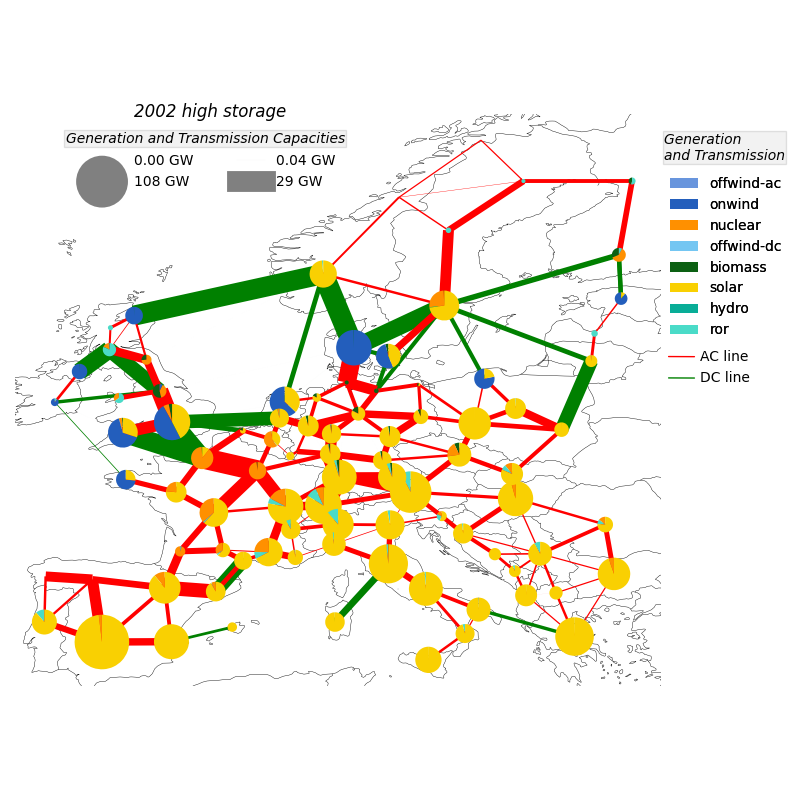 2002 high storage
Generation and Transmission Capacities
0.00 GW
0.04 GW
108 GW
29 GW
Generation
and Transmission
offwind-ac
onwind
nuclear
offwind-dc
biomass
solar
hydro
ror
AC line
DC line